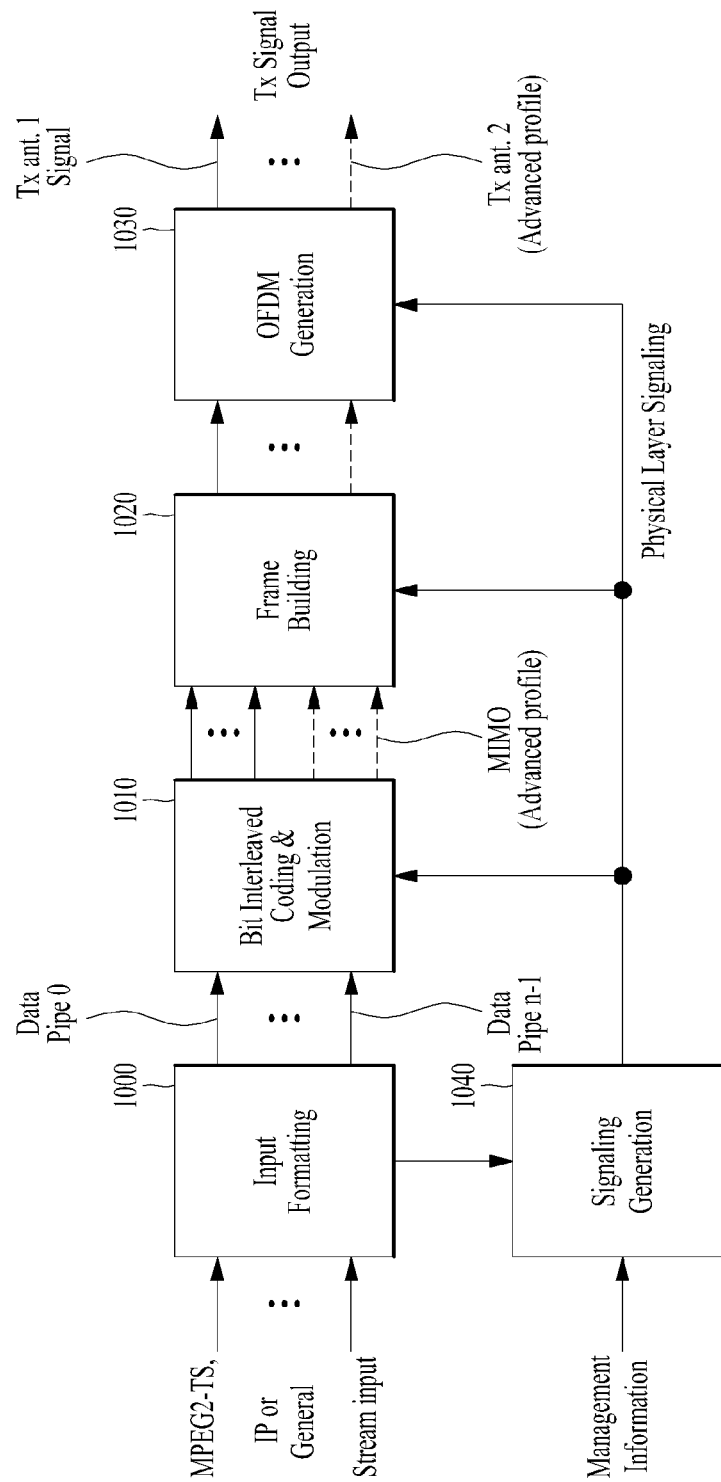 MPEG2-TS,
IP or
General
Stream input
Management
Information
1000
Input
Formatting
1040
Signaling
Generation
Data
Pipe 0
Data
Pipe n-1
1010
Bit Interleaved
Coding &
Modulation
MIMO
(Advanced profile)
1020
Frame
Building
Physical Layer Signaling
1030
OFDM
Generation
Tx ant. 1
Signal
Tx Signal
Output
Tx ant. 2
(Advanced profile)